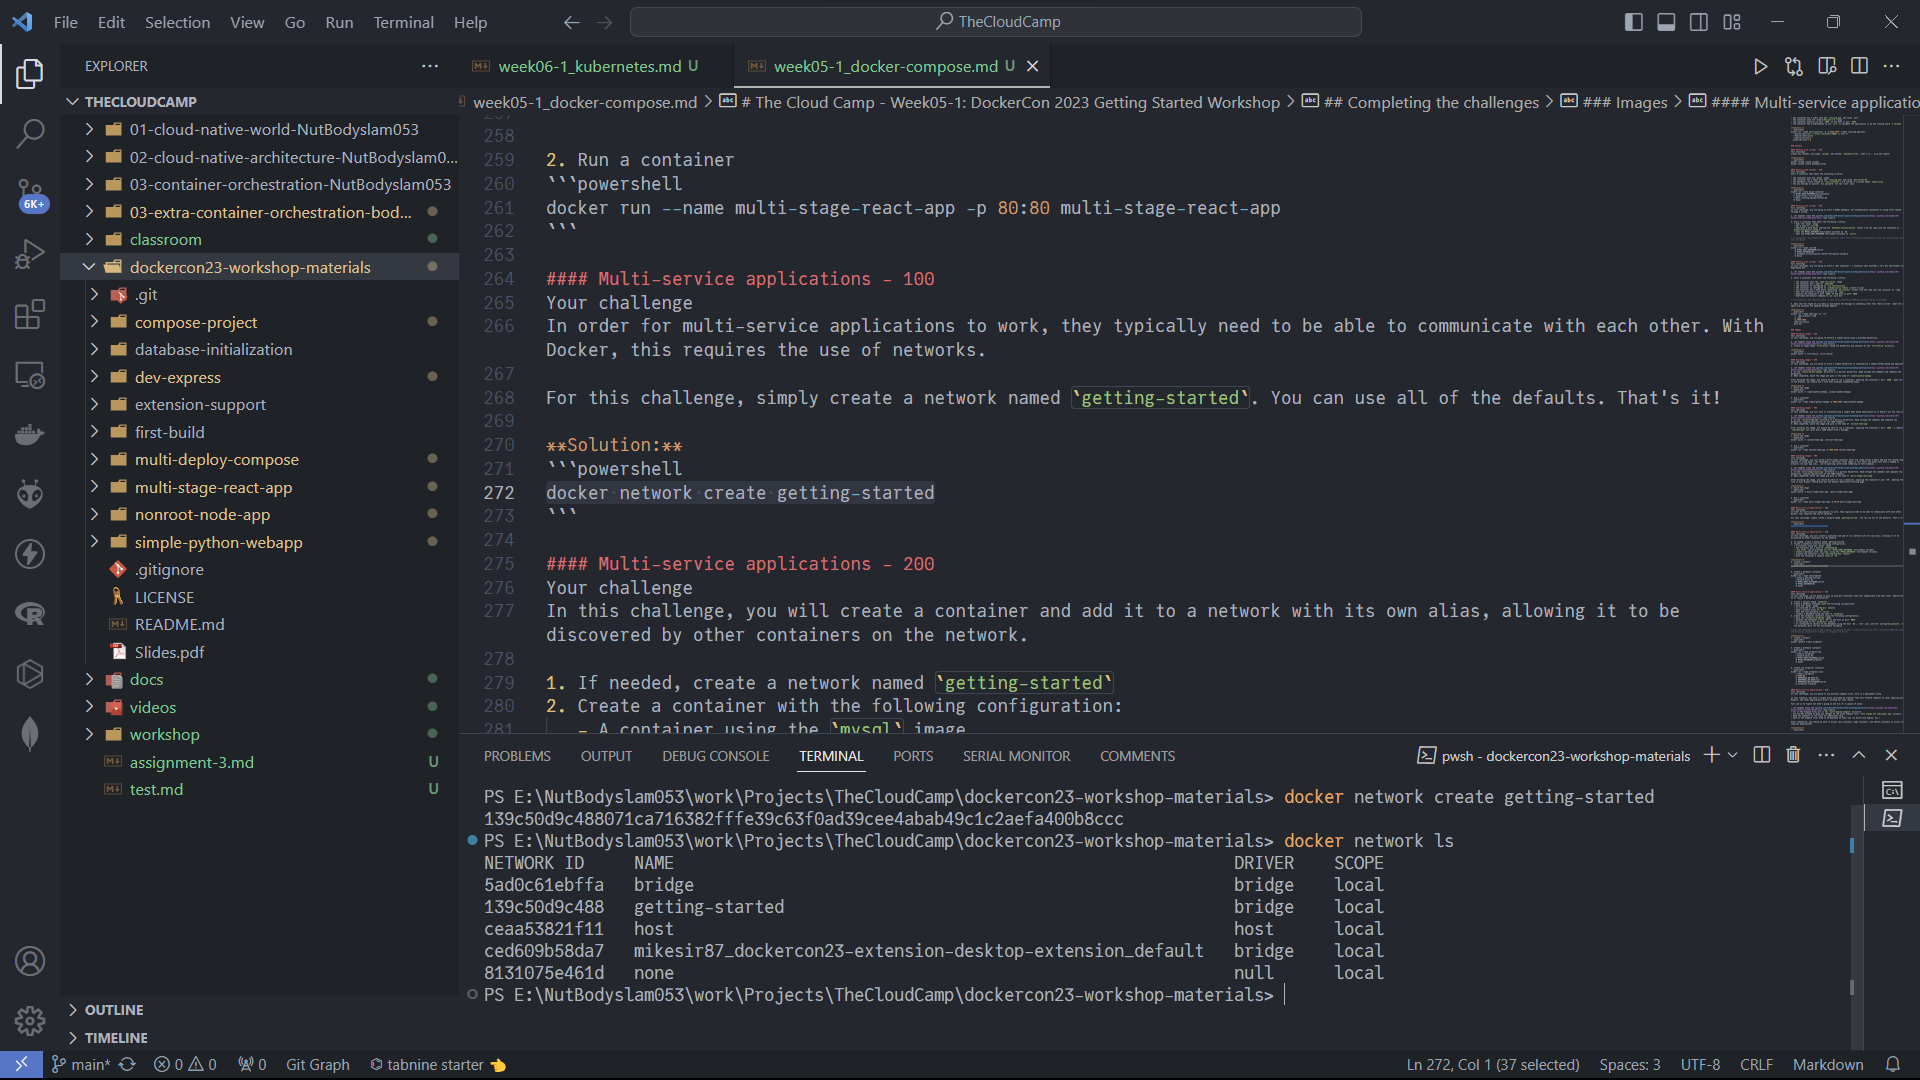 File Edit Selection View Go Run Terminal Help
TheCloudCamp
EXPLORER
week06-1_kubernetes.md U
week05-1_docker-compose.md U
THECLOUDCAMP
week05-1_docker-compose.md > # The Cloud Camp - Week05-1: DockerCon 2023 Getting Started Workshop > ## Completing the challenges > ### Images > #### Multi-service applicatio
01-cloud-native-world-NutBodyslam053
02-cloud-native-architecture-NutBodyslam0...
03-container-orchestration-NutBodyslam053
03-extra-container-orchestration-bod...
classroom
dockercon23-workshop-materials
.git
compose-project
database-initialization
dev-express
extension-support
first-build
multi-deploy-compose
multi-stage-react-app
nonroot-node-app
simple-python-webapp
.gitignore
LICENSE
README.md
Slides.pdf
docs
videos
workshop
assignment-3.md U
test.md U
OUTLINE
TIMELINE
6K+
257
258
259 2. Run a container
260 ```powershell
261 docker run --name multi-stage-react-app -p 80:80 multi-stage-react-app
262 ```
263
264 #### Multi-service applications - 100
265 Your challenge
266 In order for multi-service applications to work, they typically need to be able to communicate with each other. With
Docker, this requires the use of networks.
267
268 For this challenge, simply create a network named `getting-started`. You can use all of the defaults. That's it!
269
270 **Solution:**
271 ```powershell
272 docker network create getting-started
273 ```
274
275 #### Multi-service applications - 200
276 Your challenge
277 In this challenge, you will create a container and add it to a network with its own alias, allowing it to be
discovered by other containers on the network.
278
279 1. If needed, create a network named `getting-started`
280 2. Create a container with the following configuration:
281 - A container using the `mysql` image
PROBLEMS OUTPUT DEBUG CONSOLE TERMINAL PORTS SERIAL MONITOR COMMENTS
pwsh - dockercon23-workshop-materials
PS E:\NutBodyslam053\work\Projects\TheCloudCamp\dockercon23-workshop-materials> docker network create getting-started
139c50d9c488071ca716382fffe39c63f0ad39cee4abab49c1c2aefa400b8ccc
PS E:\NutBodyslam053\work\Projects\TheCloudCamp\dockercon23-workshop-materials> docker network ls
NETWORK ID NAME DRIVER SCOPE
5ad0c61ebffa bridge bridge local
139c50d9c488 getting-started bridge local
ceaa53821f11 host host local
ced609b58da7 mikesir87_dockercon23-extension-desktop-extension_default bridge local
8131075e461d none null local
PS E:\NutBodyslam053\work\Projects\TheCloudCamp\dockercon23-workshop-materials>
main* 0 0 0 Git Graph tabnine starter
Ln 272, Col 1 (37 selected) Spaces: 3 UTF-8 CRLF Markdown